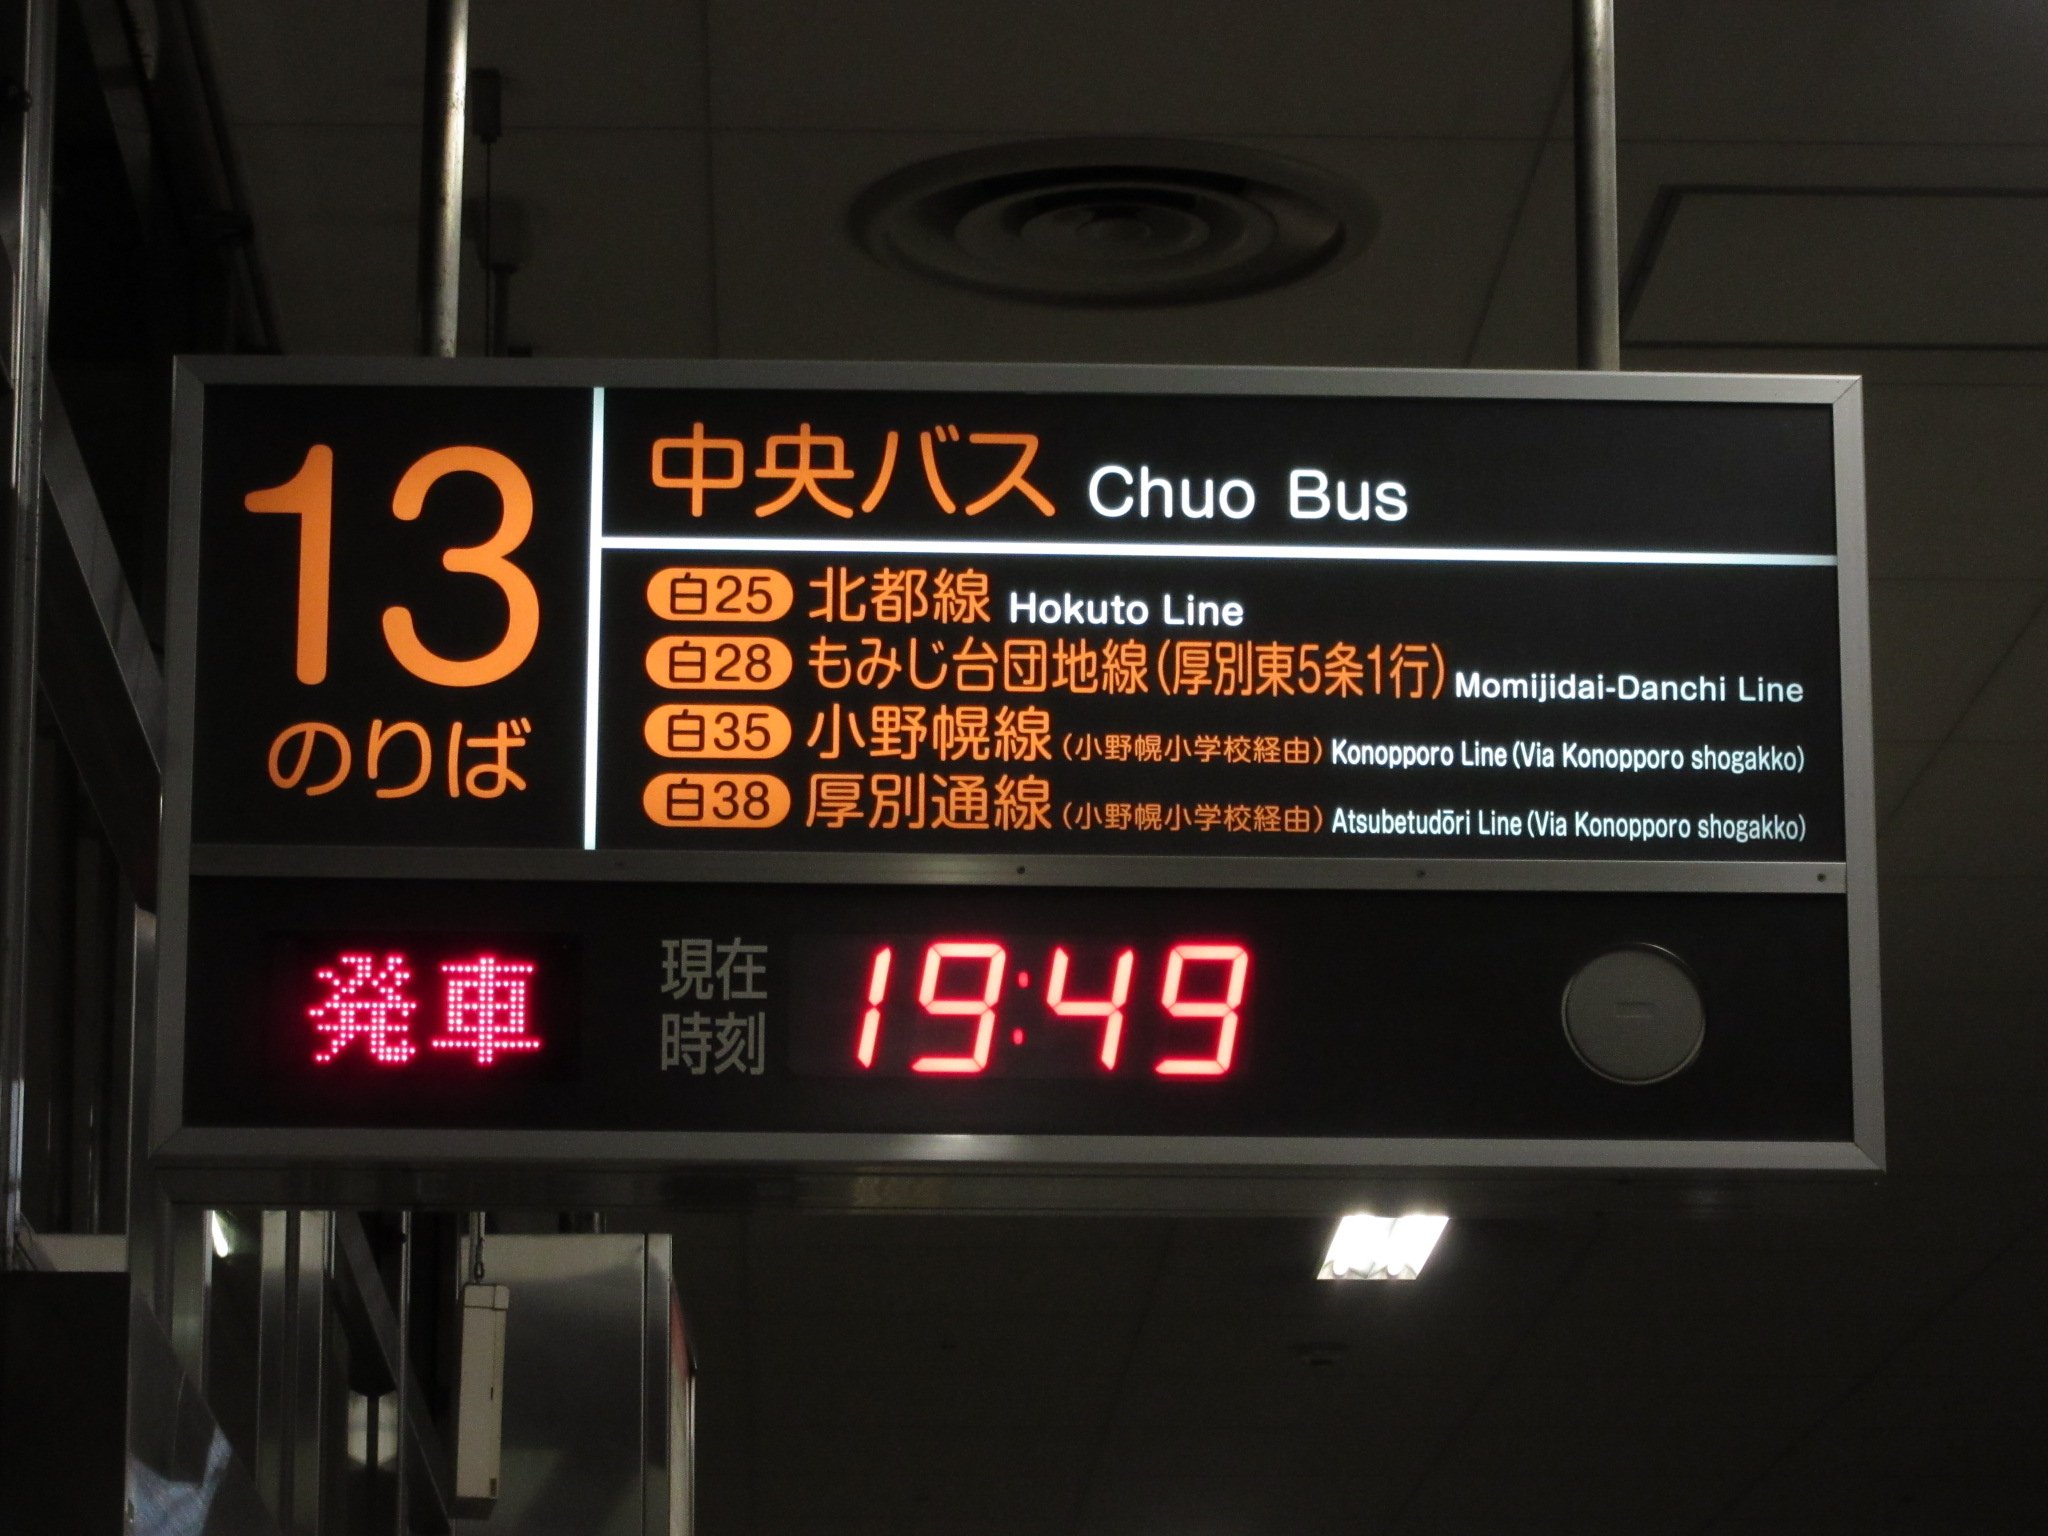 13
のりば
中央バス Chuo Bus
白25 北都線 Hokuto Line
白28 もみじ台団地線(厚別東5条1行) Momijidai-Danchi Line
白35 小野幌線(小野幌小学校経由) Konopporo Line (Via Konopporo shogakko)
白38 厚別通線(小野幌小学校経由) Atsubetudōri Line (Via Konopporo shogakko)
発車
現在
時刻
19:49